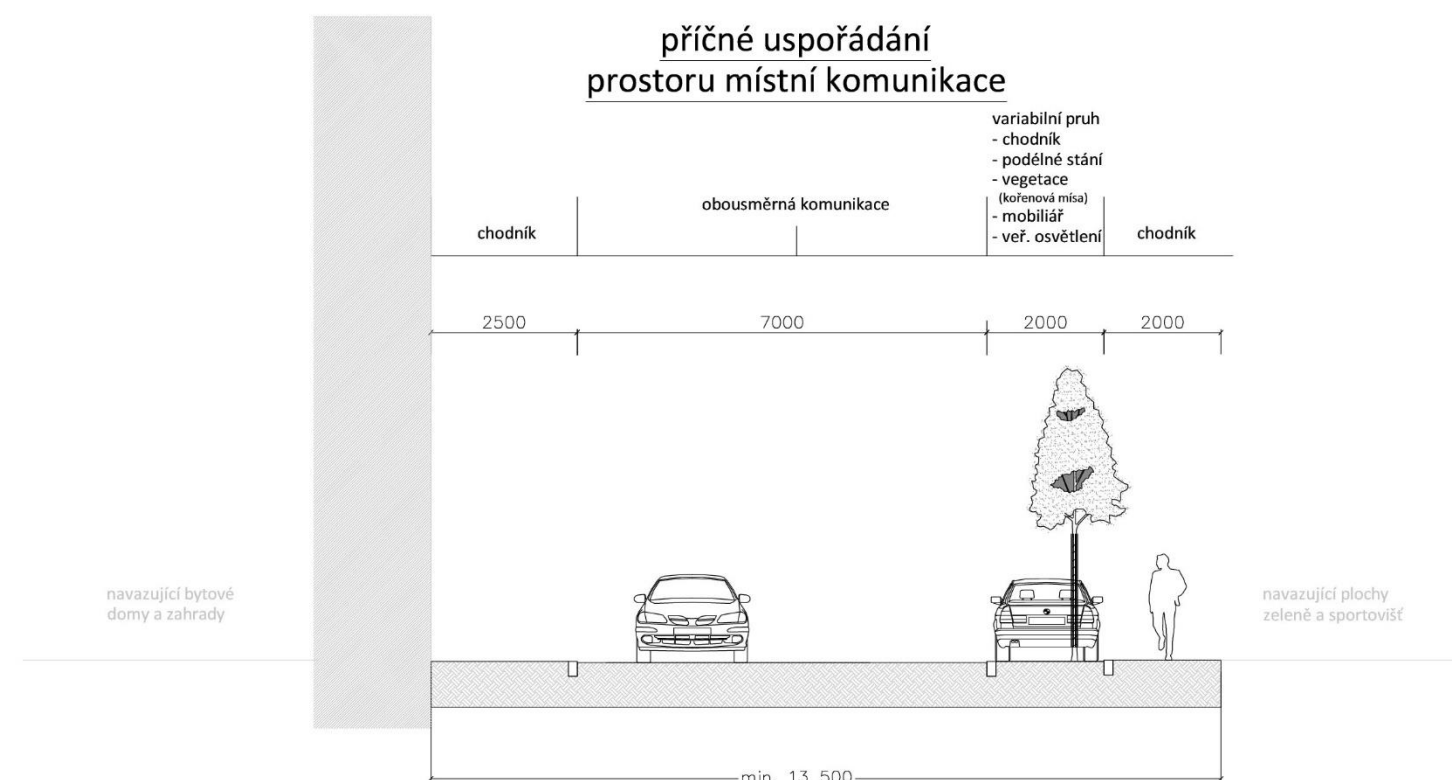 příčné uspořádání
prostoru místní komunikace
variabilní pruh
- chodník
- podélné stání
- vegetace
(kořenová mísa)
- mobiliář
- veř. osvětlení
obousměrná komunikace
chodník
chodník
2500
7000
2000
2000
navazující bytové
domy a zahrady
navazující plochy
zeleně a sportovišť
min. 13 500